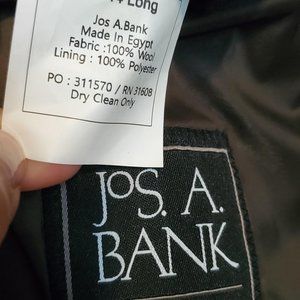 Long
Jos A.Bank
Made In Egypt
Fabric :100% Wool
Lining : 100% Polyester
PO : 311570 / RN 31608
Dry Clean Only
JOS. A.
BANK